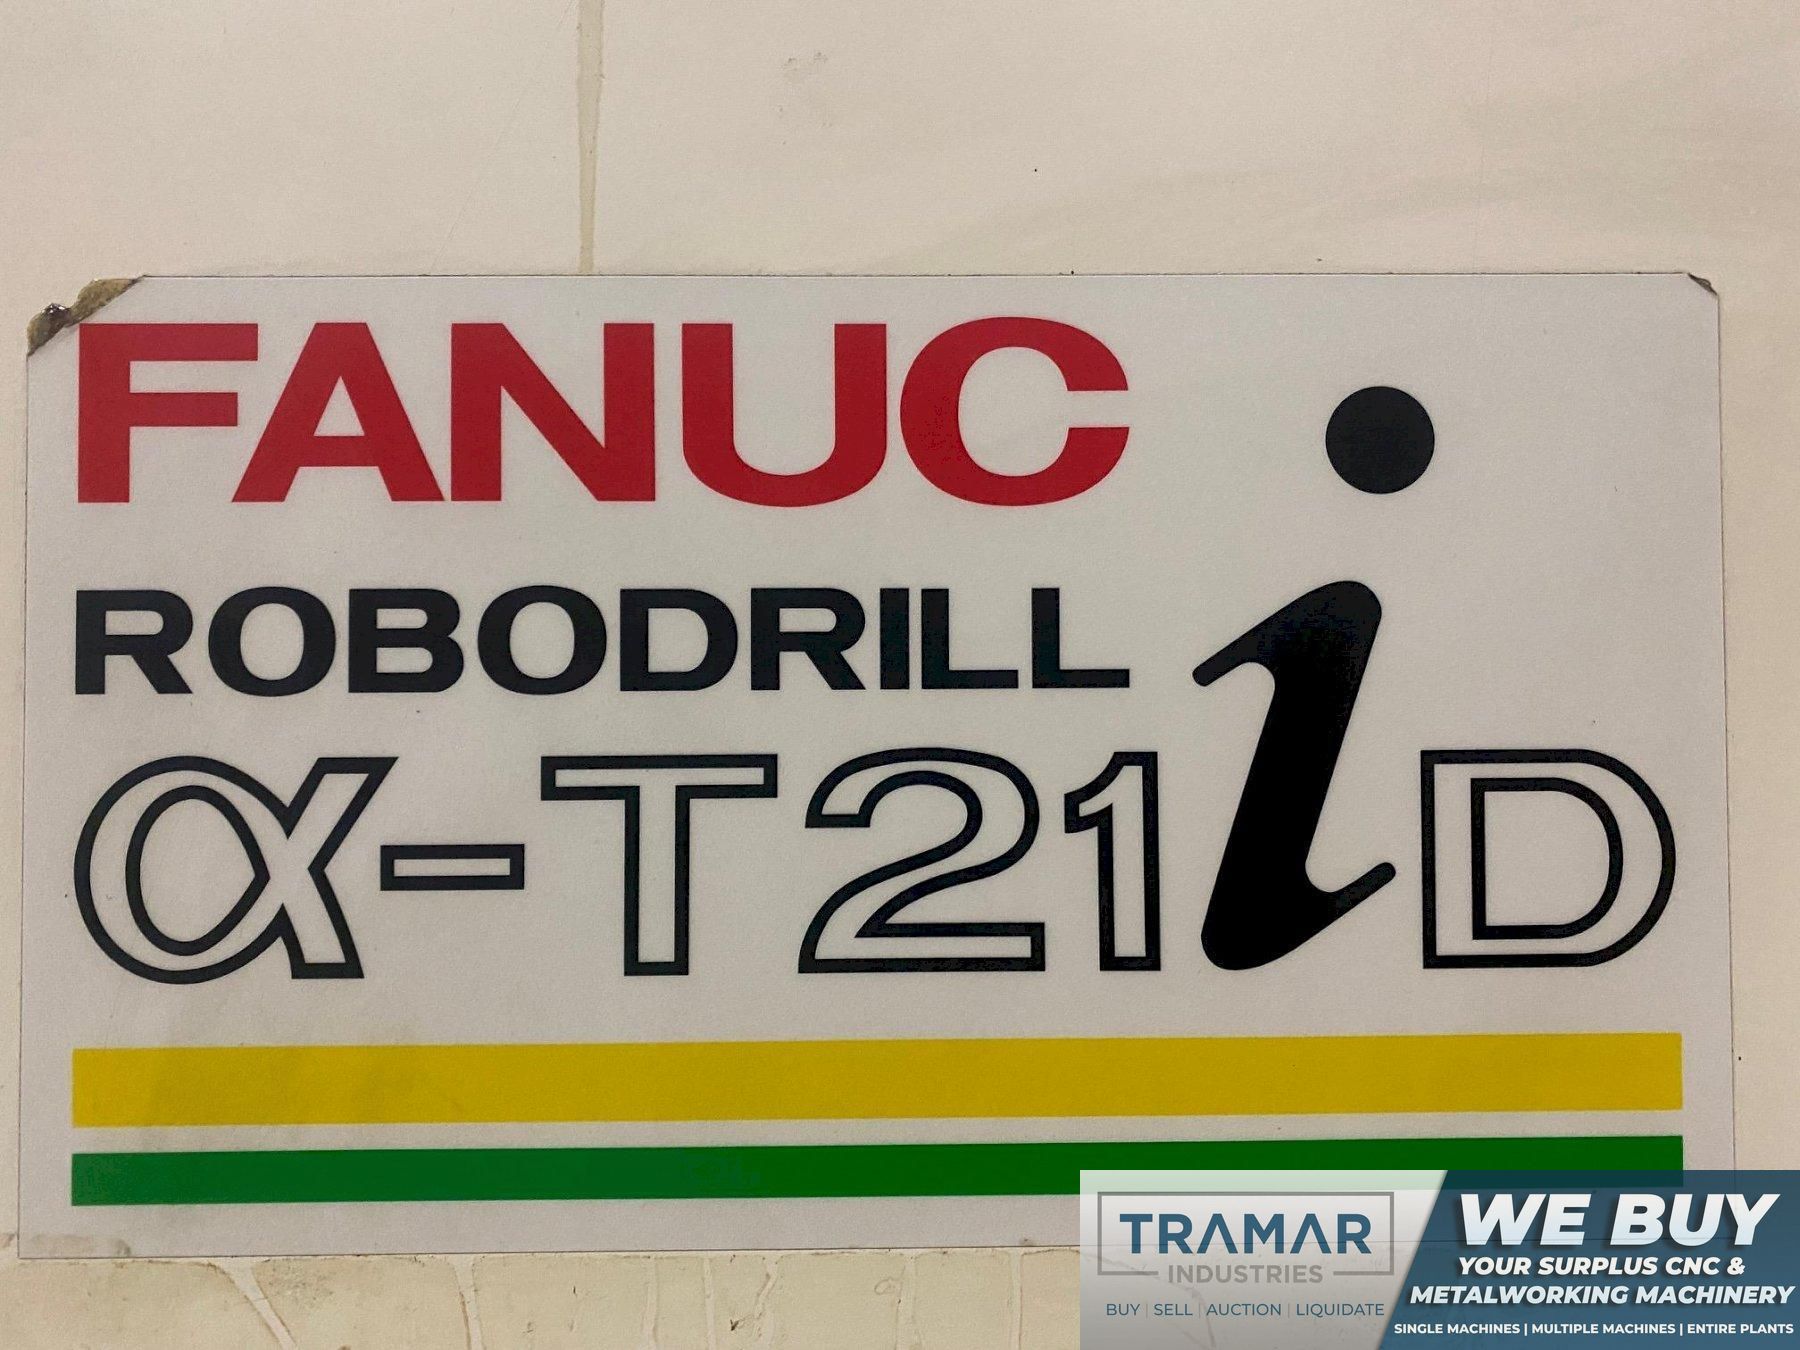 FANUC
ROBODRILL
α-T21iD
TRAMAR
INDUSTRIES
BUY | SELL | AUCTION | LIQUIDATE
WE BUY
YOUR SURPLUS CNC &
METALWORKING MACHINERY
SINGLE MACHINES | MULTIPLE MACHINES | ENTIRE PLANTS